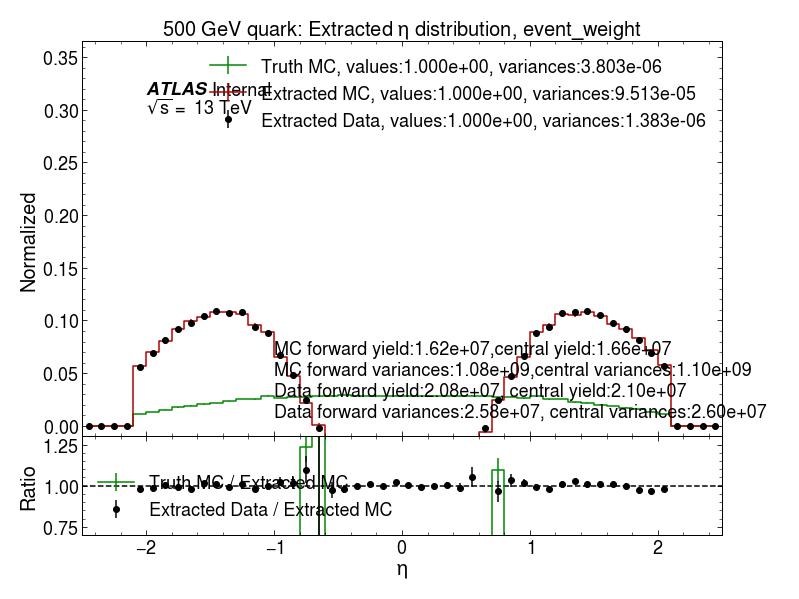 500 GeV quark: Extracted η distribution, event_weight
Truth MC, values:1.000e+00, variances:3.803e-06
ATLAS Internal
Extracted MC, values:1.000e+00, variances:9.513e-05
√s = 13 TeV
Extracted Data, values:1.000e+00, variances:1.383e-06
0.35
0.30
0.25
0.20
0.15
0.10
0.05
0.00
Normalized
MC forward yield:1.62e+07,central yield:1.66e+07
MC forward variances:1.08e+09,central variances:1.10e+09
Data forward yield:2.08e+07, central yield:2.10e+07
Data forward variances:2.58e+07, central variances:2.60e+07
1.25
1.00
0.75
Ratio
Truth MC / Extracted MC
Extracted Data / Extracted MC
−2 −1 0 1 2
η